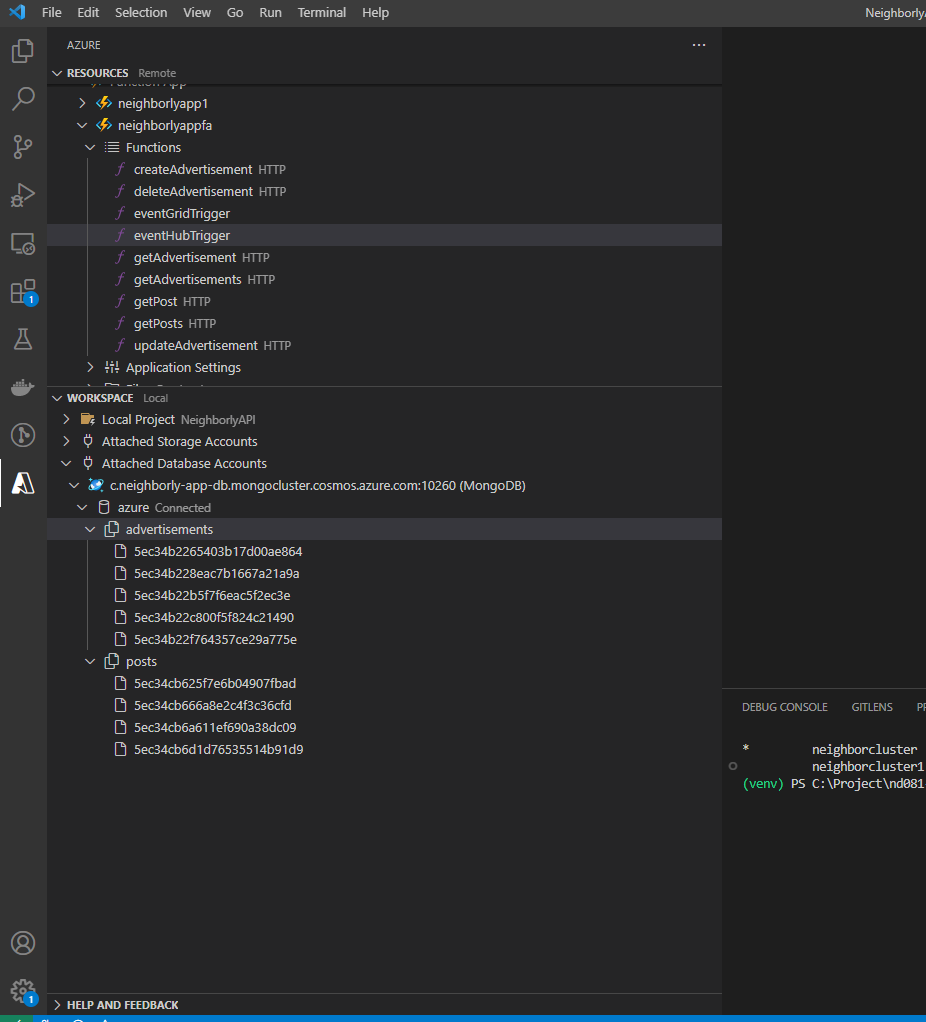 File Edit Selection View Go Run Terminal Help Neighborly
AZURE
RESOURCES Remote
Function App
neighborlyapp1
neighborlyappfa
Functions
createAdvertisement HTTP
deleteAdvertisement HTTP
eventGridTrigger
eventHubTrigger
getAdvertisement HTTP
getAdvertisements HTTP
getPost HTTP
getPosts HTTP
updateAdvertisement HTTP
Application Settings
WORKSPACE Local
Local Project NeighborlyAPI
Attached Storage Accounts
Attached Database Accounts
c.neighborly-app-db.mongocluster.cosmos.azure.com:10260 (MongoDB)
azure Connected
advertisements
5ec34b2265403b17d00ae864
5ec34b228eac7b1667a21a9a
5ec34b22b5f7f6eac5f2ec3e
5ec34b22c800f5f824c21490
5ec34b22f764357ce29a775e
posts
5ec34cb625f7e6b04907fbad
5ec34cb666a8e2c4f3c36cfd
5ec34cb6a611ef690a38dc09
5ec34cb6d1d76535514b91d9
HELP AND FEEDBACK
1
1
DEBUG CONSOLE GITLENS
* neighborcluster
neighborcluster1
(venv) PS C:\Project\nd081